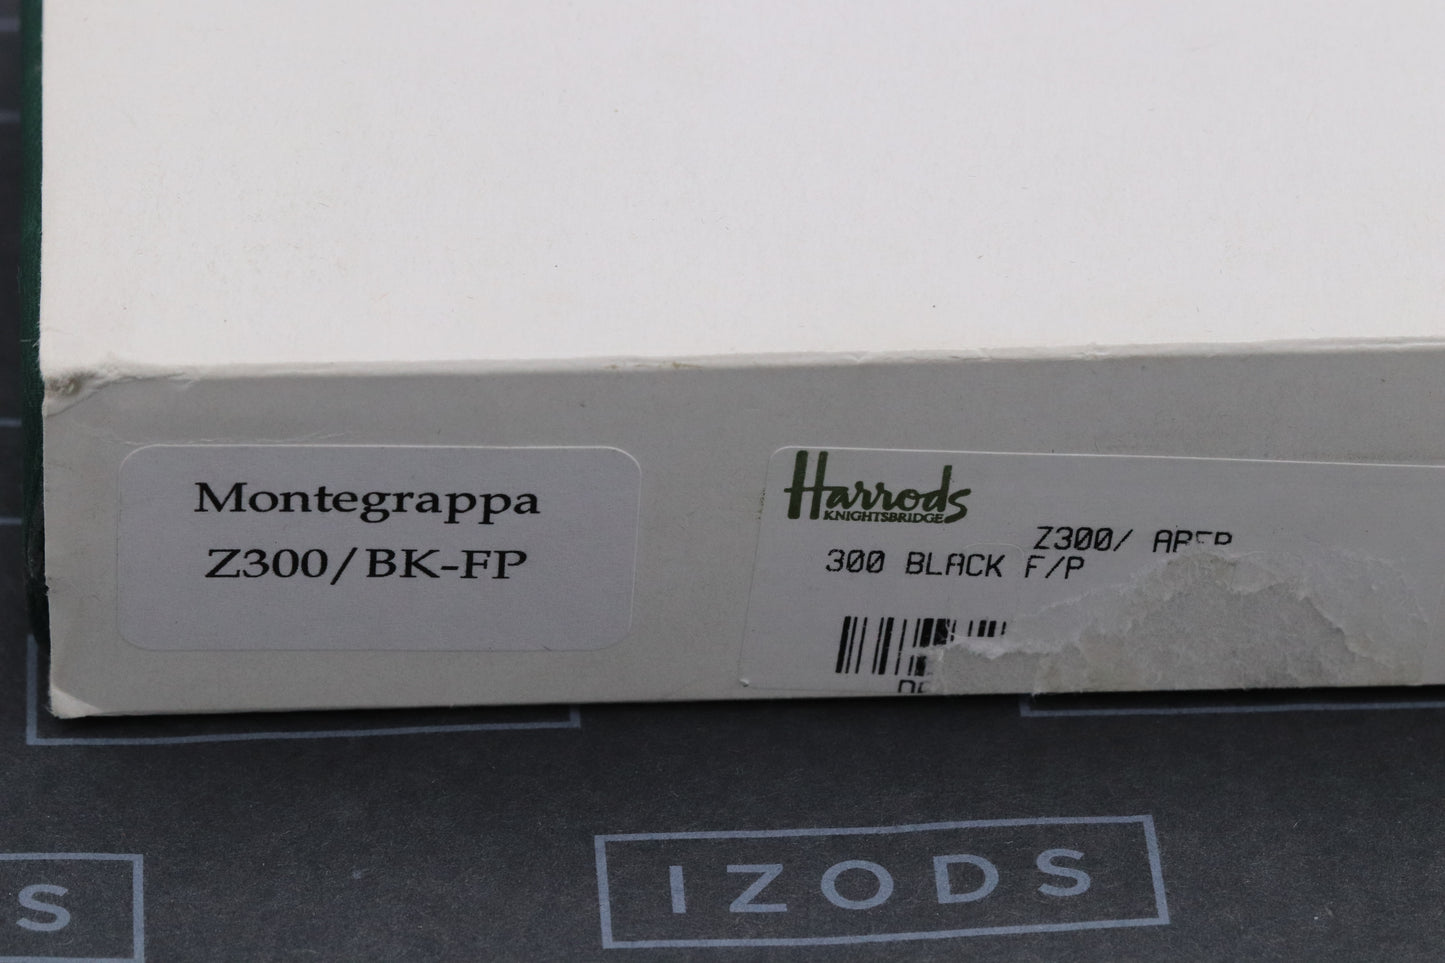 Montegrappa
Z300/BK-FP
Harrods
KNIGHTSBRIDGE
Z300/
300 BLACK F/P
IZODS
S